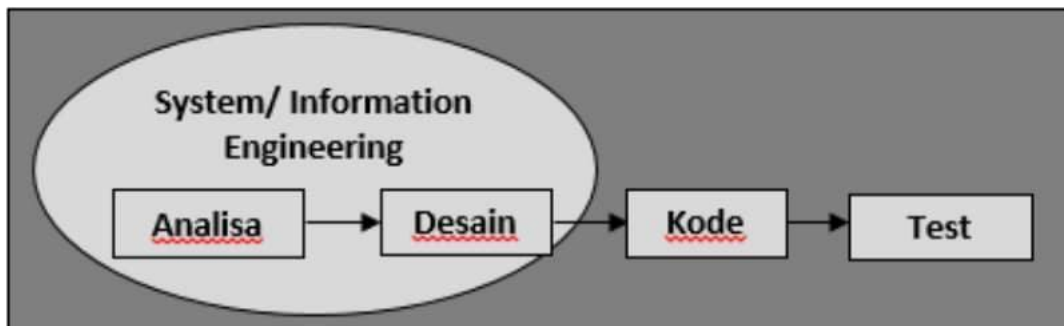 System/ Information
Engineering
Analisa
Desain
Kode
Test